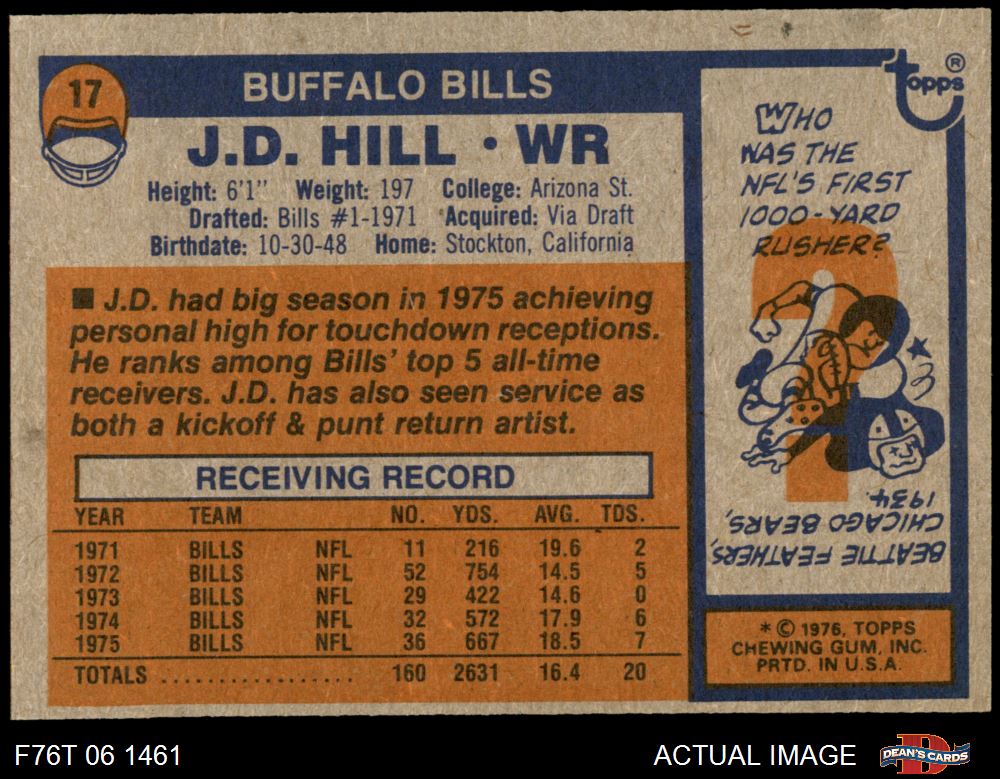 17
BUFFALO BILLS
J.D. HILL • WR
Height: 6'1" Weight: 197 College: Arizona St.
Drafted: Bills #1-1971 Acquired: Via Draft
Birthdate: 10-30-48 Home: Stockton, California
■ J.D. had big season in 1975 achieving
personal high for touchdown receptions.
He ranks among Bills' top 5 all-time
receivers. J.D. has also seen service as
both a kickoff & punt return artist.
RECEIVING RECORD
YEAR TEAM NO. YDS. AVG. TDS.
1971 BILLS NFL 11 216 19.6 2
1972 BILLS NFL 52 754 14.5 5
1973 BILLS NFL 29 422 14.6 0
1974 BILLS NFL 32 572 17.9 6
1975 BILLS NFL 36 667 18.5 7
TOTALS .................. 160 2631 16.4 20
topps ®
WHO
WAS THE
NFL'S FIRST
1000-YARD
RUSHER?
BEATTIE FEATHERS,
CHICAGO BEARS,
1934.
* © 1976, TOPPS
CHEWING GUM, INC.
PRTD. IN U.S.A.
F76T 06 1461
ACTUAL IMAGE
D
DEAN'S CARDS